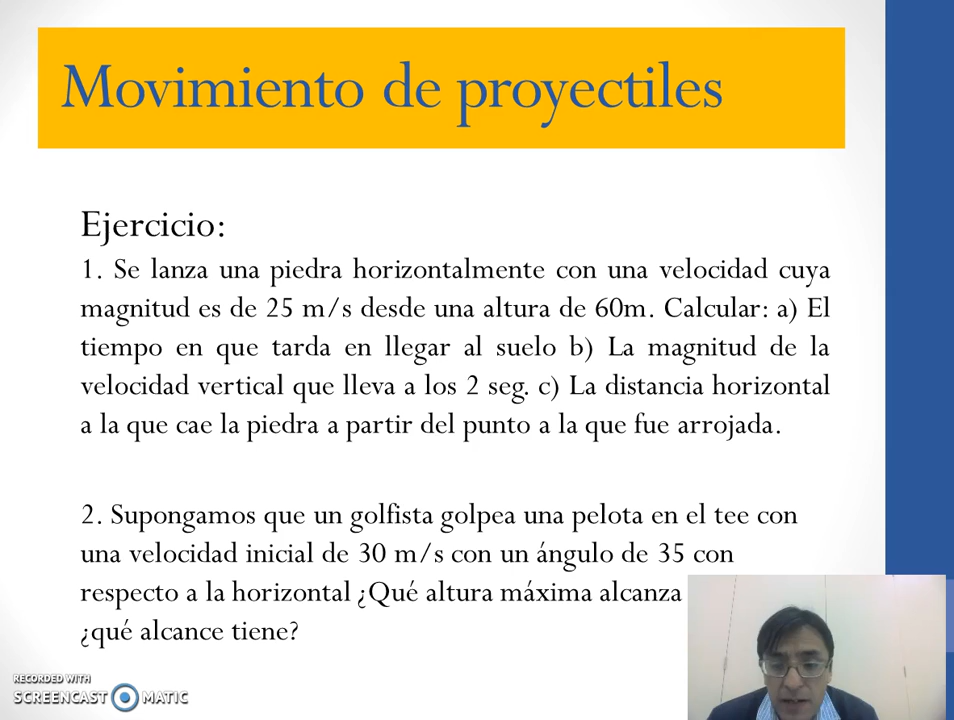 Movimiento de proyectiles
Ejercicio:
1. Se lanza una piedra horizontalmente con una velocidad cuya
magnitud es de 25 m/s desde una altura de 60m. Calcular: a) El
tiempo en que tarda en llegar al suelo b) La magnitud de la
velocidad vertical que lleva a los 2 seg. c) La distancia horizontal
a la que cae la piedra a partir del punto a la que fue arrojada.
2. Supongamos que un golfista golpea una pelota en el tee con
una velocidad inicial de 30 m/s con un ángulo de 35 con
respecto a la horizontal ¿Qué altura máxima alcanza
¿qué alcance tiene?
RECORDED WITH
SCREENCAST MATIC